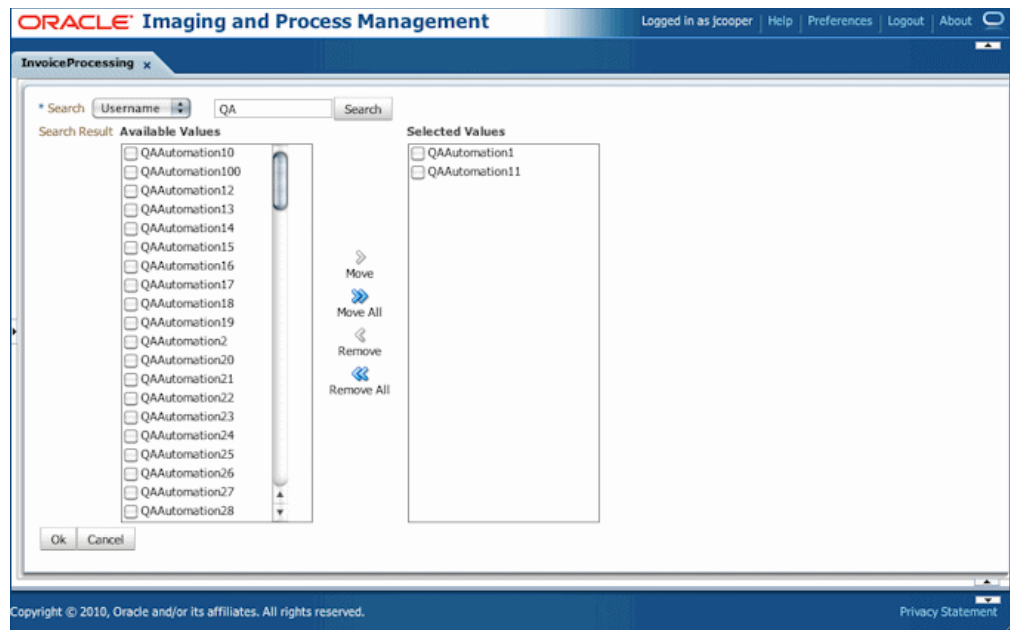 ORACLE Imaging and Process Management
Logged in as jcooper Help Preferences Logout About
InvoiceProcessing x
* Search Username QA Search
Search Result Available Values Selected Values
QAAutomation10
QAAutomation100
QAAutomation12
QAAutomation13
QAAutomation14
QAAutomation15
QAAutomation16
QAAutomation17
QAAutomation18
QAAutomation19
QAAutomation2
QAAutomation20
QAAutomation21
QAAutomation22
QAAutomation23
QAAutomation24
QAAutomation25
QAAutomation26
QAAutomation27
QAAutomation28
Move
Move All
Remove
Remove All
QAAutomation1
QAAutomation11
Ok Cancel
Copyright © 2010, Oracle and/or its affiliates. All rights reserved.
Privacy Statement